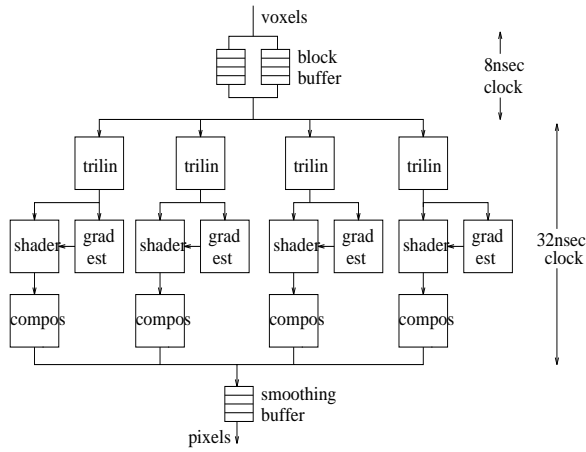 voxels
block
buffer
8nsec
clock
trilin
trilin
trilin
trilin
shader
grad
est
shader
grad
est
shader
grad
est
shader
grad
est
32nsec
clock
compos
compos
compos
compos
smoothing
buffer
pixels